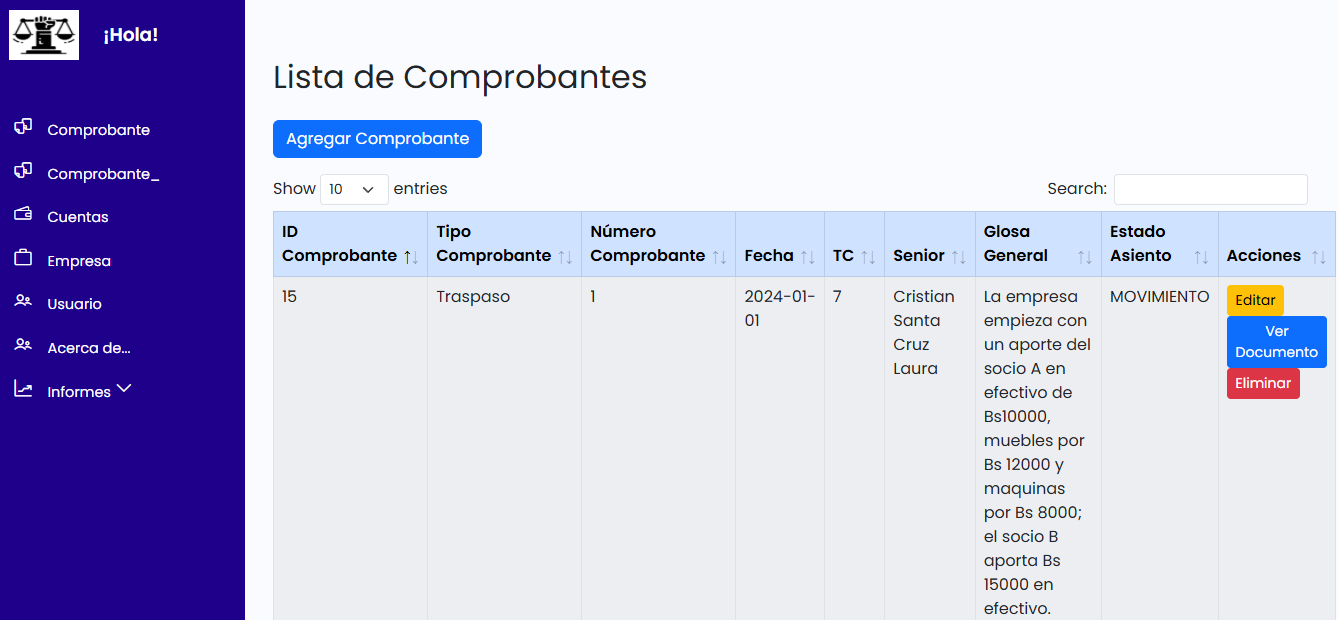 ¡Hola!
Comprobante
Comprobante_
Cuentas
Empresa
Usuario
Acerca de...
Informes
Lista de Comprobantes
Agregar Comprobante
Show 10 entries
Search:
ID
Comprobante
Tipo
Comprobante
Número
Comprobante
Fecha
TC
Senior
Glosa
General
Estado
Asiento
Acciones
15
Traspaso
1
2024-01-
01
7
Cristian
Santa
Cruz
Laura
La empresa
empieza con
un aporte del
socio A en
efectivo de
Bs10000,
muebles por
Bs 12000 y
maquinas
por Bs 8000;
el socio B
aporta Bs
15000 en
efectivo.
MOVIMIENTO
Editar
Ver
Documento
Eliminar